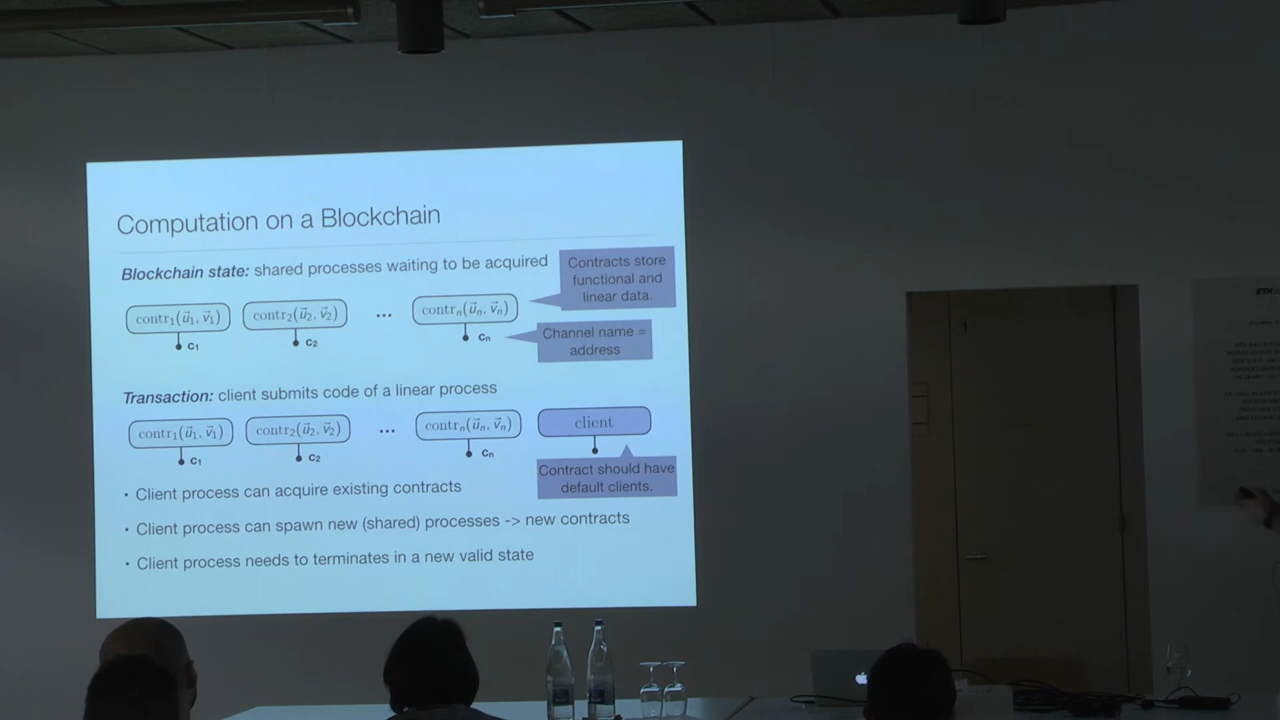 Computation on a Blockchain
Blockchain state: shared processes waiting to be acquired
Contracts store
functional and
linear data.
contr₁(u⃗₁, v⃗₁) contr₂(u⃗₂, v⃗₂) ... contrₙ(u⃗ₙ, v⃗ₙ)
c₁ c₂ cₙ
Channel name =
address
Transaction: client submits code of a linear process
contr₁(u⃗₁, v⃗₁) contr₂(u⃗₂, v⃗₂) ... contrₙ(u⃗ₙ, v⃗ₙ) client
c₁ c₂ cₙ
Contract should have
default clients.
• Client process can acquire existing contracts
• Client process can spawn new (shared) processes -> new contracts
• Client process needs to terminates in a new valid state
1
ETH